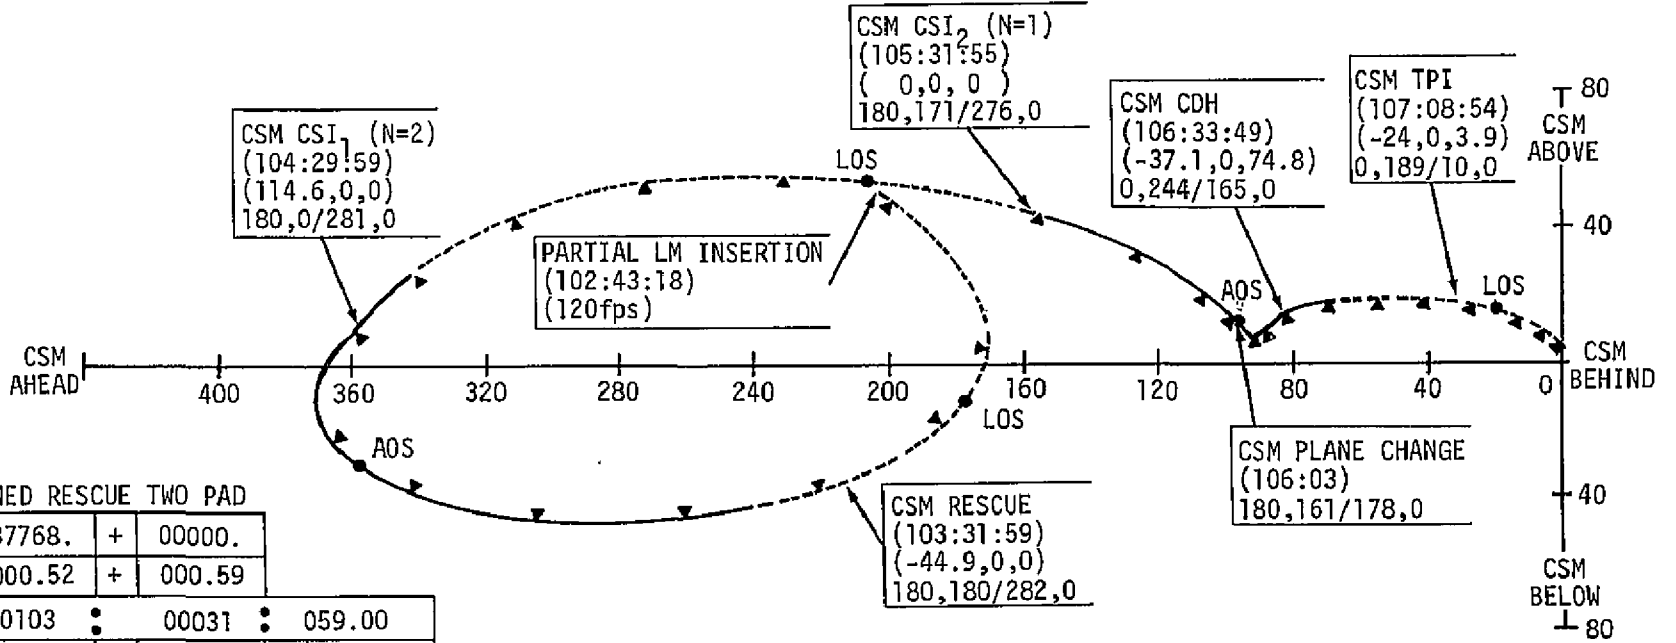 CSM CSI2 (N=1)
(105:31:55)
( 0,0, 0 )
180,171/276,0
CSM TPI
(107:08:54)
(-24,0,3.9)
0,189/10,0
80
CSM
ABOVE
CSM CDH
(106:33:49)
(-37.1,0,74.8)
0,244/165,0
CSM CSI1 (N=2)
(104:29:59)
(114.6,0,0)
180,0/281,0
LOS
40
PARTIAL LM INSERTION
(102:43:18)
(120fps)
AOS
LOS
CSM
AHEAD
400 360 320 280 240 200 160 120 80 40 0
CSM
BEHIND
LOS
AOS
CSM PLANE CHANGE
(106:03)
180,161/178,0
40
CSM RESCUE
(103:31:59)
(-44.9,0,0)
180,180/282,0
CSM
BELOW
80
RESCUE TWO PAD
7768. + 00000.
000.52 + 000.59
0103 : 00031 : 059.00